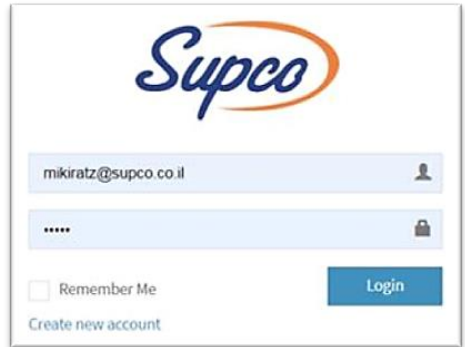 Supco
mikiratz@supco.co.il
•••••
Remember Me
Login
Create new account